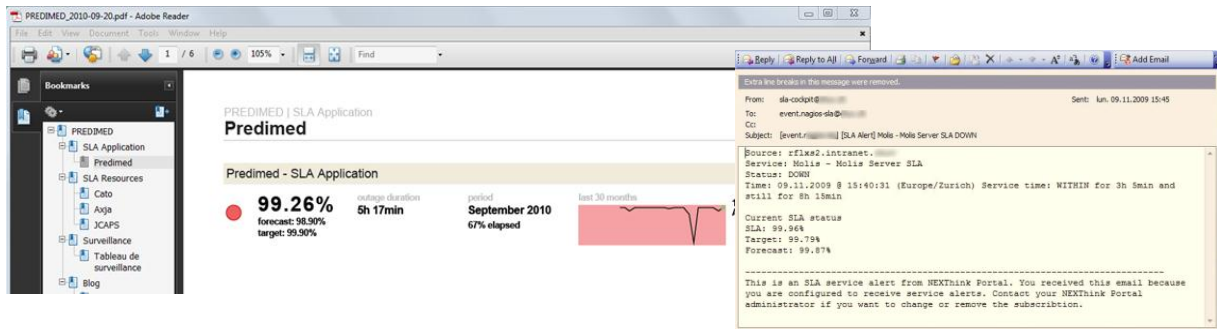 PREDIMED_2010-09-20.pdf - Adobe Reader
File Edit View Document Tools Window Help
1 / 6 105% Find
Bookmarks
PREDIMED
SLA Application
Predimed
SLA Resources
Cato
Axja
JCAPS
Surveillance
Tableau de
surveillance
Blog
PREDIMED | SLA Application
Predimed
Predimed - SLA Application
99.26%
forecast: 98.90%
target: 99.90%
outage duration
5h 17min
period
September 2010
67% elapsed
last 30 months
Reply Reply to All Forward Add Email
Extra line breaks in this message were removed.
From: sla-cockpit@ Sent: lun. 09.11.2009 15:45
To: event.nagios-sla@
Cc:
Subject: [event. [SLA Alert] Molis - Molis Server SLA DOWN
Source: rflxs2.intranet.
Service: Molis - Molis Server SLA
Status: DOWN
Time: 09.11.2009 @ 15:40:31 (Europe/Zurich) Service time: WITHIN for 3h 5min and
still for 8h 15min
Current SLA status
SLA: 99.96%
Target: 99.79%
Forecast: 99.87%
This is an SLA service alert from NEXThink Portal. You received this email because
you are configured to receive service alerts. Contact your NEXThink Portal
administrator if you want to change or remove the subscribtion.